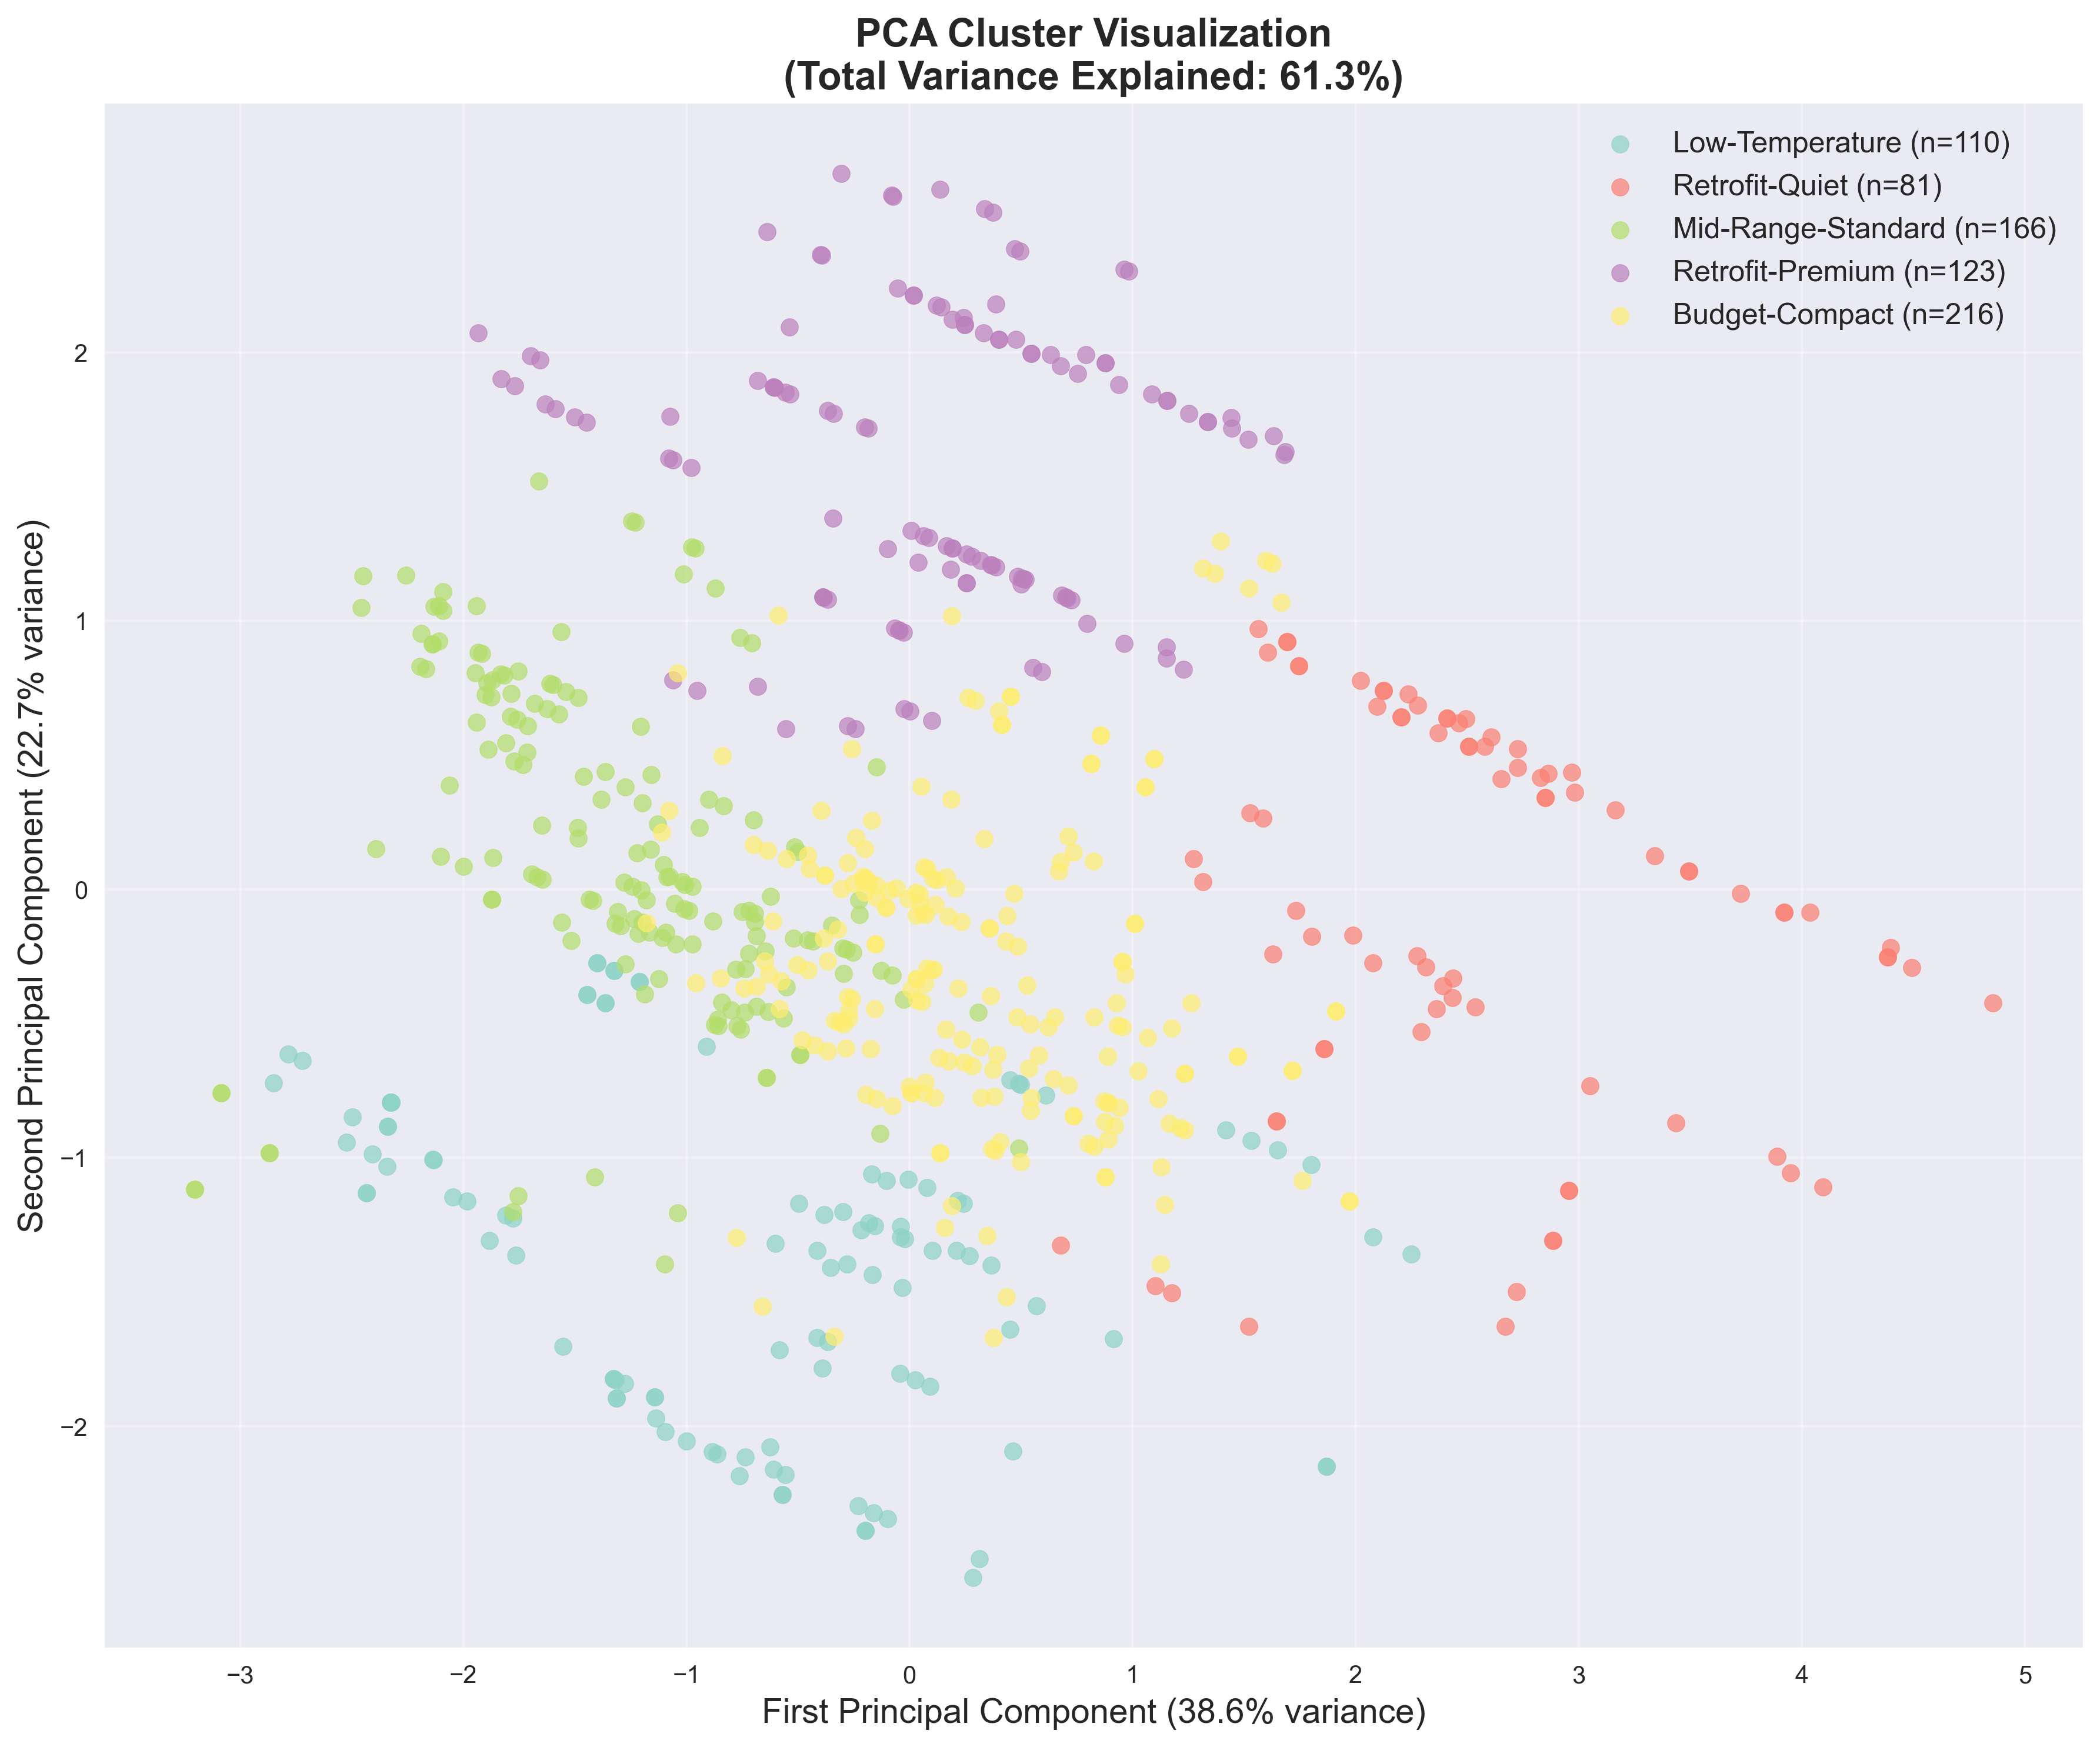 PCA Cluster Visualization
(Total Variance Explained: 61.3%)
Low-Temperature (n=110)
Retrofit-Quiet (n=81)
Mid-Range-Standard (n=166)
Retrofit-Premium (n=123)
Budget-Compact (n=216)
Second Principal Component (22.7% variance)
2
1
0
−1
−2
−3 −2 −1 0 1 2 3 4 5
First Principal Component (38.6% variance)